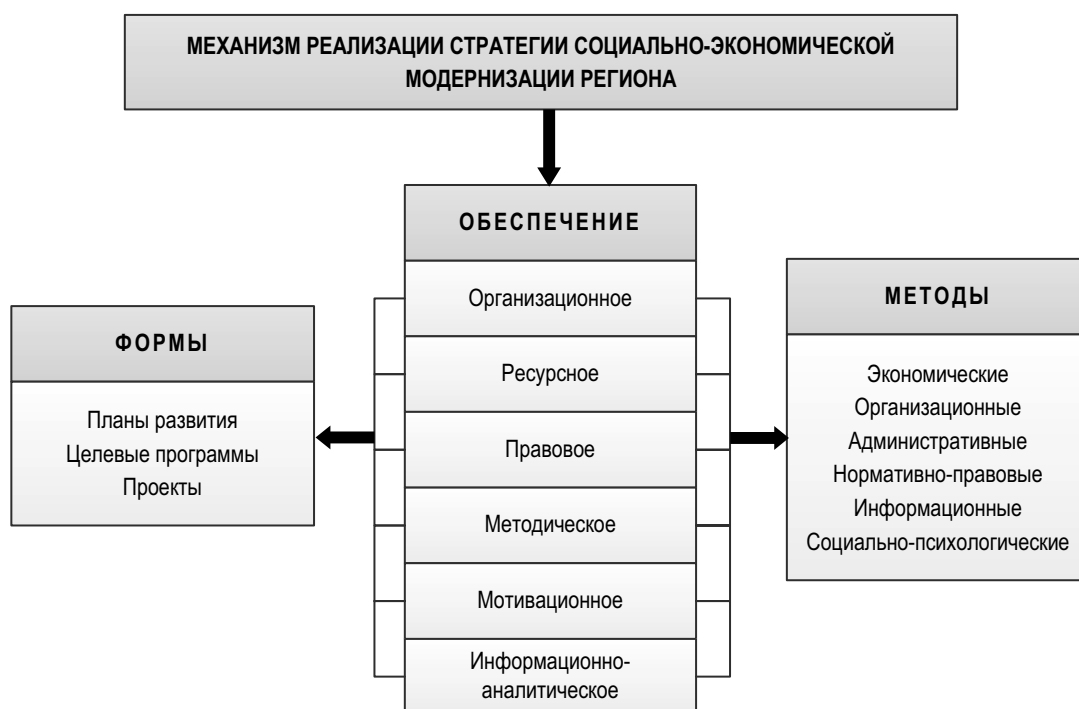 МЕХАНИЗМ РЕАЛИЗАЦИИ СТРАТЕГИИ СОЦИАЛЬНО-ЭКОНОМИЧЕСКОЙ
МОДЕРНИЗАЦИИ РЕГИОНА
ФОРМЫ
Планы развития
Целевые программы
Проекты
ОБЕСПЕЧЕНИЕ
Организационное
Ресурсное
Правовое
Методическое
Мотивационное
Информационно-
аналитическое
МЕТОДЫ
Экономические
Организационные
Административные
Нормативно-правовые
Информационные
Социально-психологические